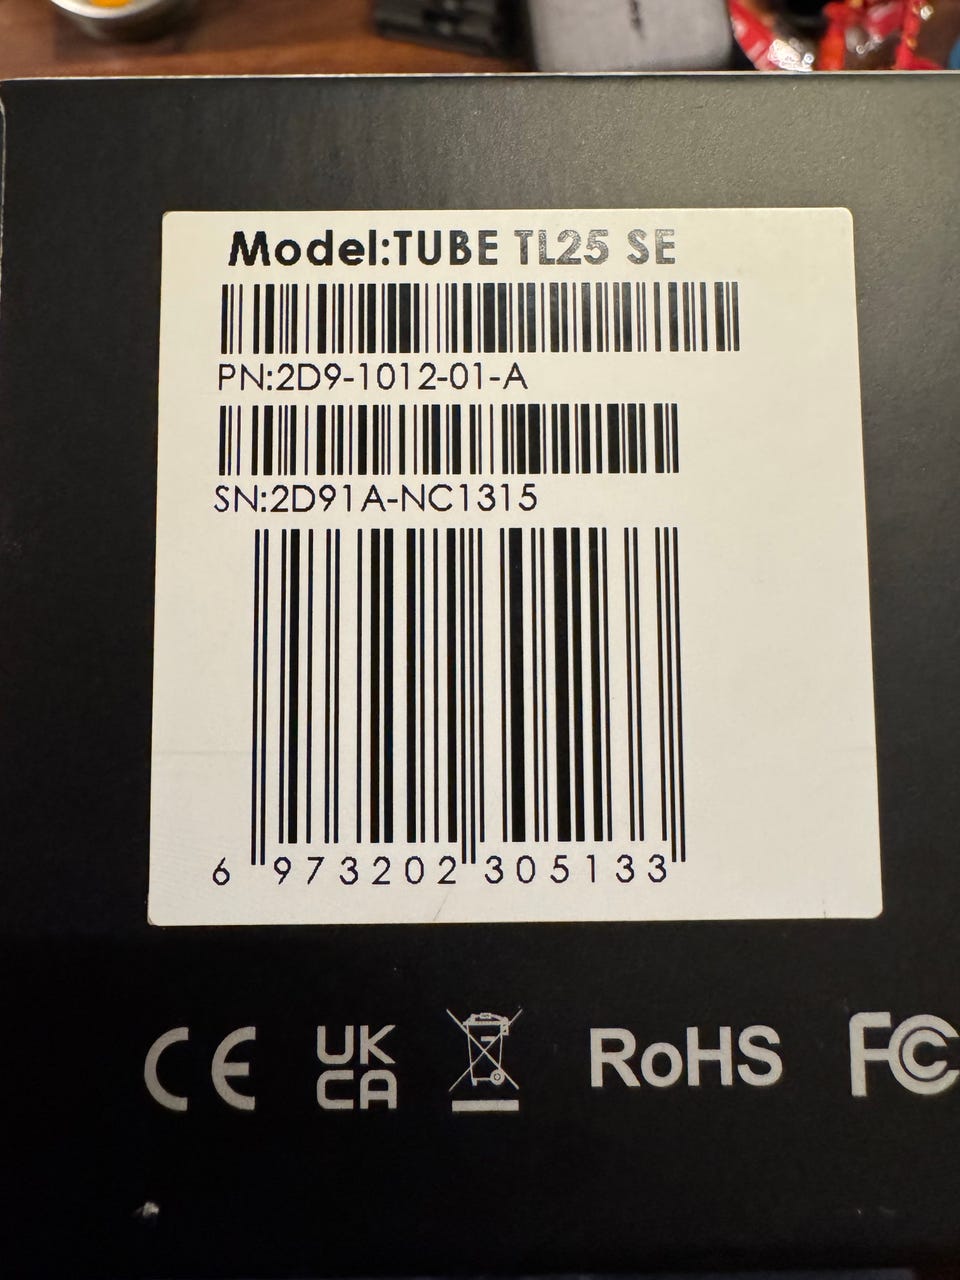 Model:TUBE TL25 SE
PN:2D9-1012-01-A
SN:2D91A-NC1315
6 973202 305133
CE UK CA RoHS FC